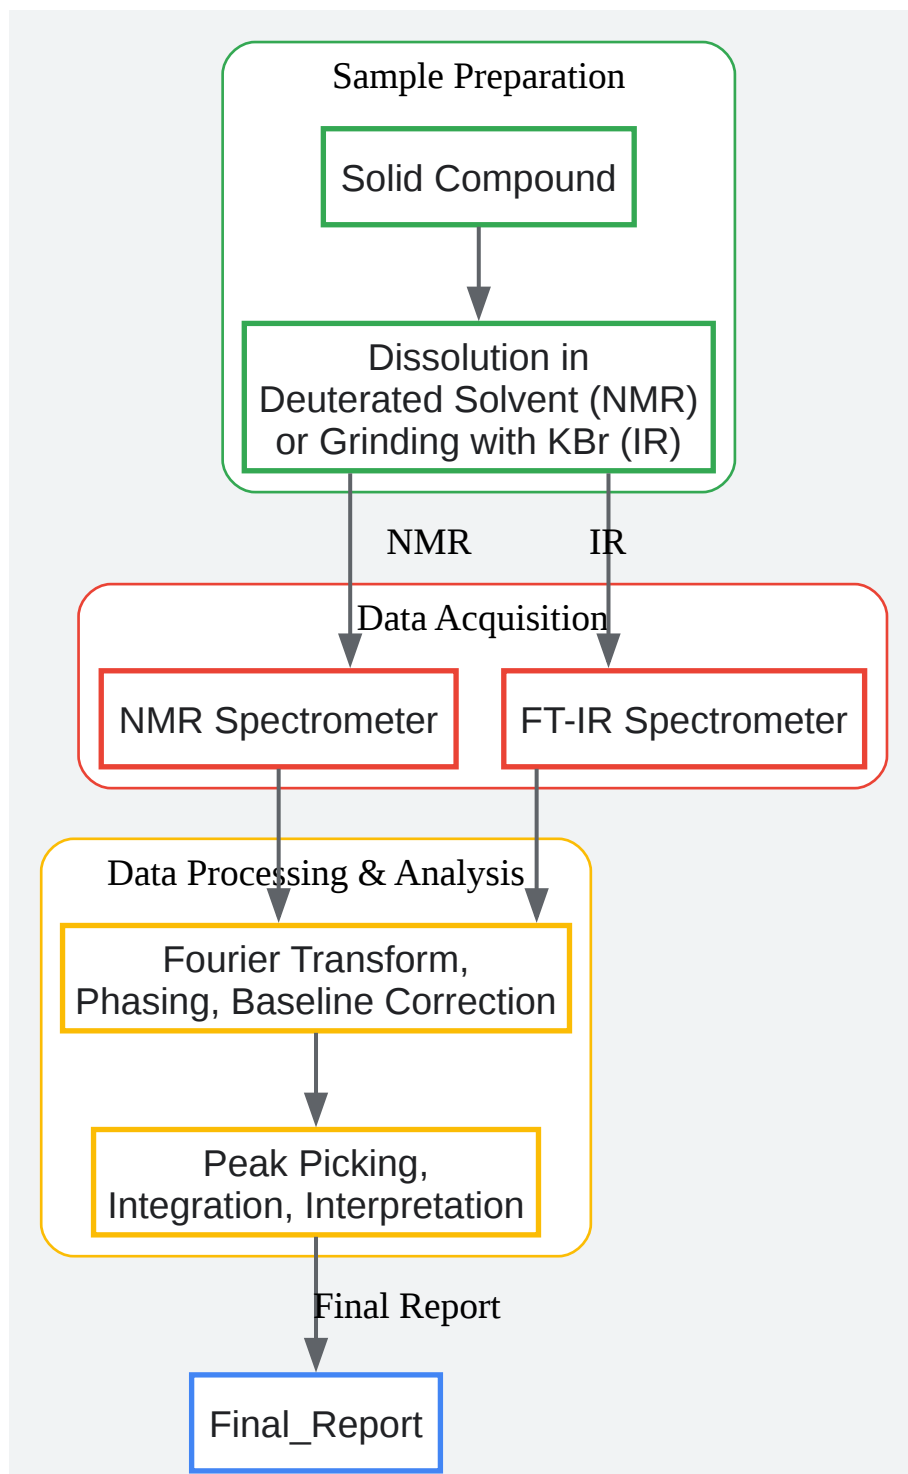 Sample Preparation
Solid Compound
Dissolution in
Deuterated Solvent (NMR)
or Grinding with KBr (IR)
NMR
IR
Data Acquisition
NMR Spectrometer
FT-IR Spectrometer
Data Processing & Analysis
Fourier Transform,
Phasing, Baseline Correction
Peak Picking,
Integration, Interpretation
Final Report
Final_Report